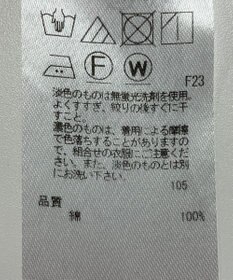 F
W
F23
淡色のものは無蛍光洗剤を使用。
よくすすぎ、絞りの後すぐに干
すこと。
濃色のものは、着用による摩擦
で色落ちすることがありますの
で、組合せの衣服にご注意くださ
い。また、淡色のものとは別
にお洗い下さい。
105
品質
綿 100%